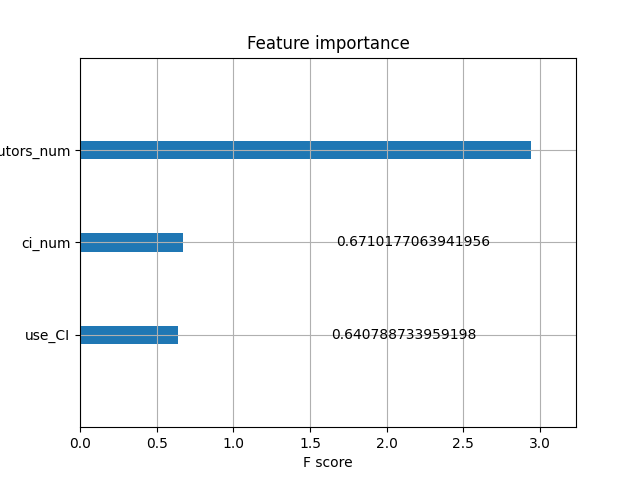 Feature importance
utors_num
ci_num
0.6710177063941956
use_CI
0.640788733959198
0.0 0.5 1.0 1.5 2.0 2.5 3.0
F score